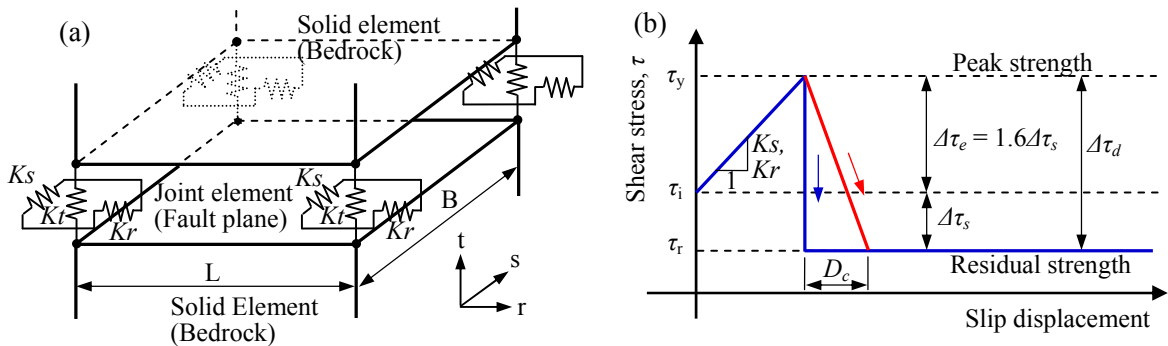 (a)
Solid element
(Bedrock)
Ks
Kt
Kr
Joint element
(Fault plane)
Ks
Kt
Kr
B
L
t
s
r
Solid Element
(Bedrock)
(b)
Shear stress, τ
τy
τi
τr
Peak strength
Ks,
Kr
1
Δτe = 1.6Δτs
Δτd
Δτs
Dc
Residual strength
Slip displacement